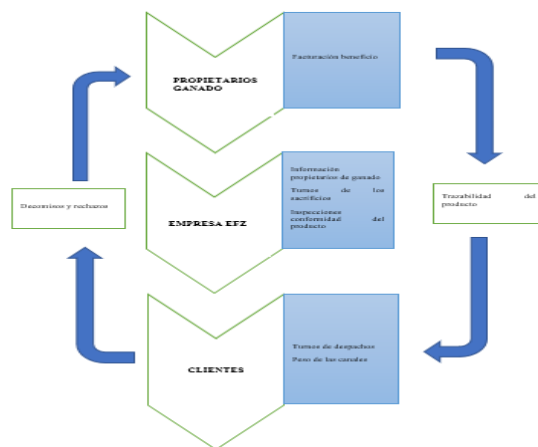 Facturación beneficio
PROPIETARIOS
GANADO
Información
propietarios de ganado
Turnos de los
sacrificios
Inspecciones
conformidad del
producto
EMPRESA EFZ
Decomisos y rechazos
Trazabilidad del
producto
Turnos de despachos
Peso de las canales
CLIENTES